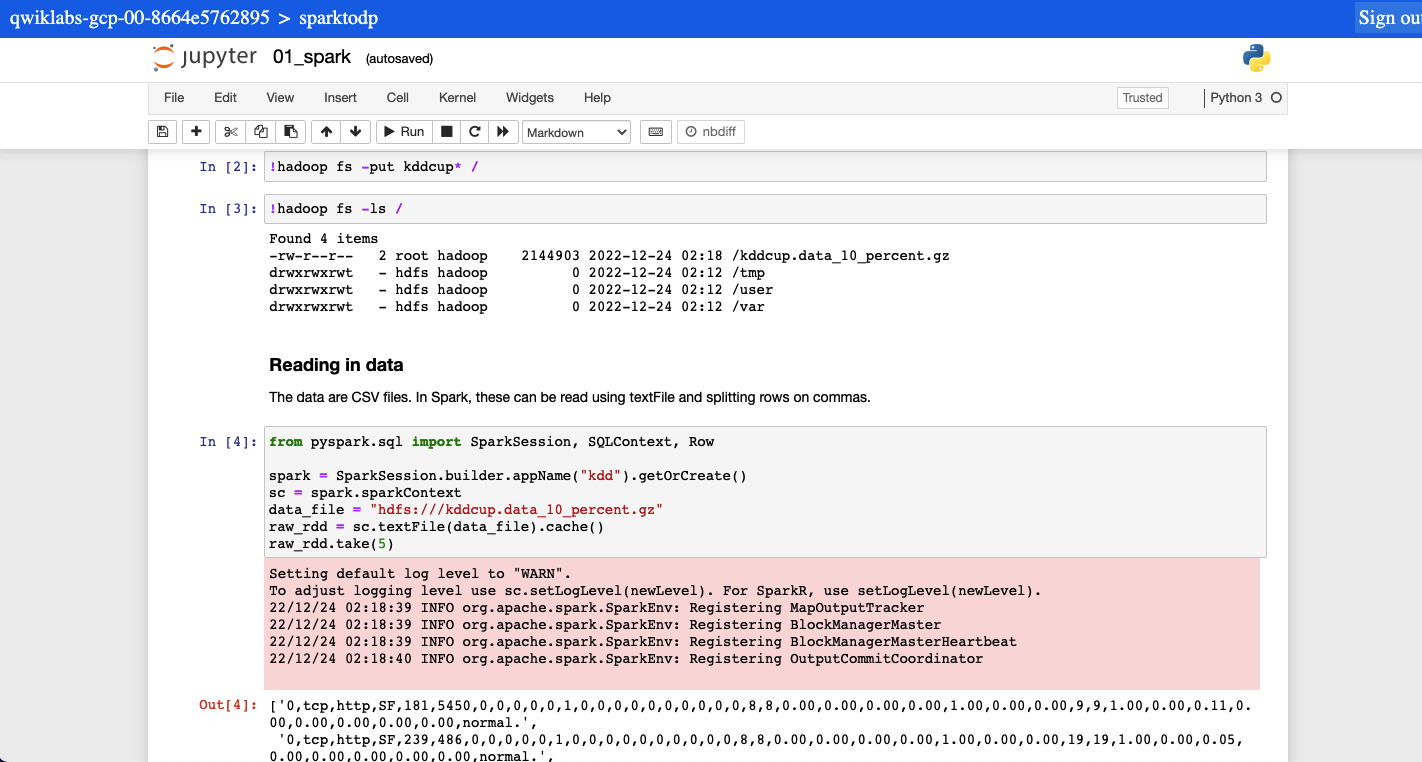 qwiklabs-gcp-00-8664e5762895 > sparktodp
Sign ou
jupyter 01_spark (autosaved)
File Edit View Insert Cell Kernel Widgets Help
Trusted
Python 3
Run
Markdown
nbdiff
In [2]: !hadoop fs -put kddcup* /
In [3]: !hadoop fs -ls /
Found 4 items
-rw-r--r--   2 root hadoop    2144903 2022-12-24 02:18 /kddcup.data_10_percent.gz
drwxrwxrwt   - hdfs hadoop          0 2022-12-24 02:12 /tmp
drwxrwxrwt   - hdfs hadoop          0 2022-12-24 02:12 /user
drwxrwxrwt   - hdfs hadoop          0 2022-12-24 02:12 /var
Reading in data
The data are CSV files. In Spark, these can be read using textFile and splitting rows on commas.
In [4]: from pyspark.sql import SparkSession, SQLContext, Row
spark = SparkSession.builder.appName("kdd").getOrCreate()
sc = spark.sparkContext
data_file = "hdfs:///kddcup.data_10_percent.gz"
raw_rdd = sc.textFile(data_file).cache()
raw_rdd.take(5)
Setting default log level to "WARN".
To adjust logging level use sc.setLogLevel(newLevel). For SparkR, use setLogLevel(newLevel).
22/12/24 02:18:39 INFO org.apache.spark.SparkEnv: Registering MapOutputTracker
22/12/24 02:18:39 INFO org.apache.spark.SparkEnv: Registering BlockManagerMaster
22/12/24 02:18:39 INFO org.apache.spark.SparkEnv: Registering BlockManagerMasterHeartbeat
22/12/24 02:18:40 INFO org.apache.spark.SparkEnv: Registering OutputCommitCoordinator
Out[4]: ['0,tcp,http,SF,181,5450,0,0,0,0,0,1,0,0,0,0,0,0,0,0,0,0,8,8,0.00,0.00,0.00,0.00,1.00,0.00,0.00,9,9,1.00,0.00,0.11,0.
00,0.00,0.00,0.00,0.00,normal.',
'0,tcp,http,SF,239,486,0,0,0,0,0,1,0,0,0,0,0,0,0,0,0,0,8,8,0.00,0.00,0.00,0.00,1.00,0.00,0.00,19,19,1.00,0.00,0.05,
0.00,0.00,0.00,0.00,0.00,normal.',